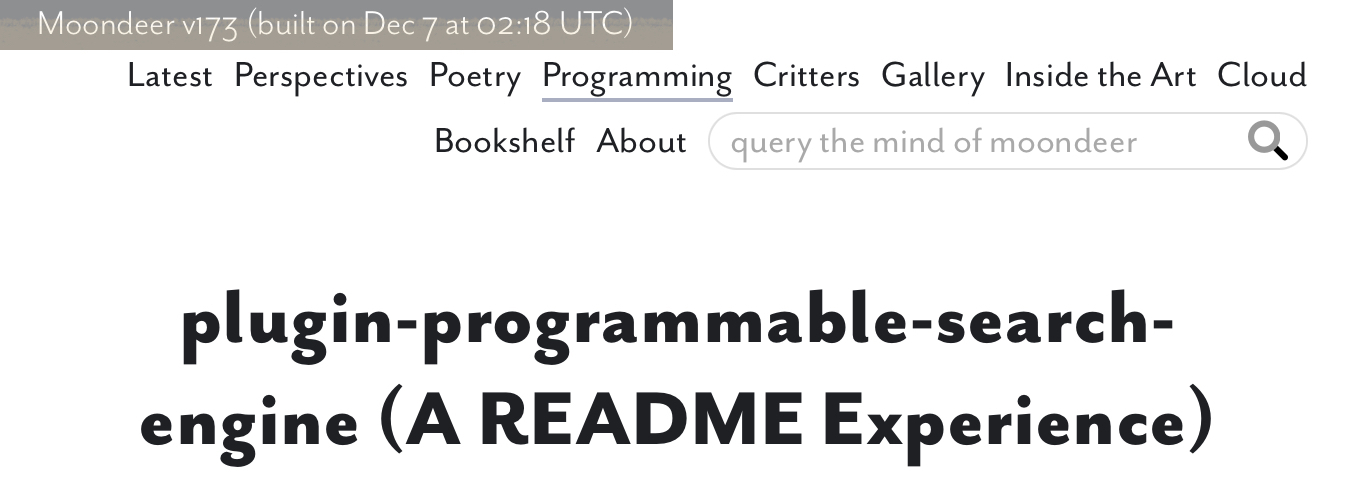 Moondeer v173 (built on Dec 7 at 02:18 UTC)
Latest Perspectives Poetry Programming Critters Gallery Inside the Art Cloud
Bookshelf About query the mind of moondeer
plugin-programmable-search-
engine (A README Experience)